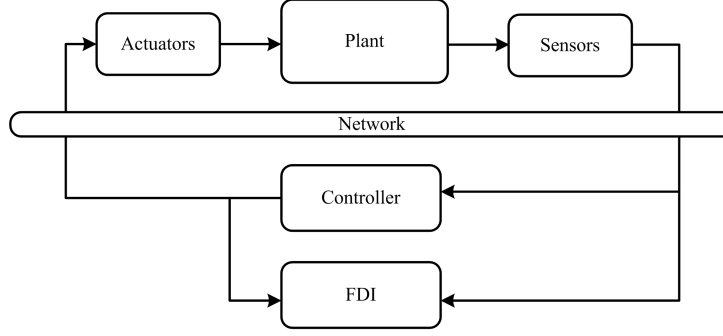 Actuators
Plant
Sensors
Network
Controller
FDI